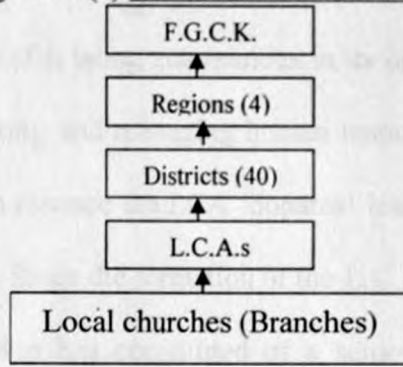 F.G.C.K.
Regions (4)
Districts (40)
L.C.A.s
Local churches (Branches)